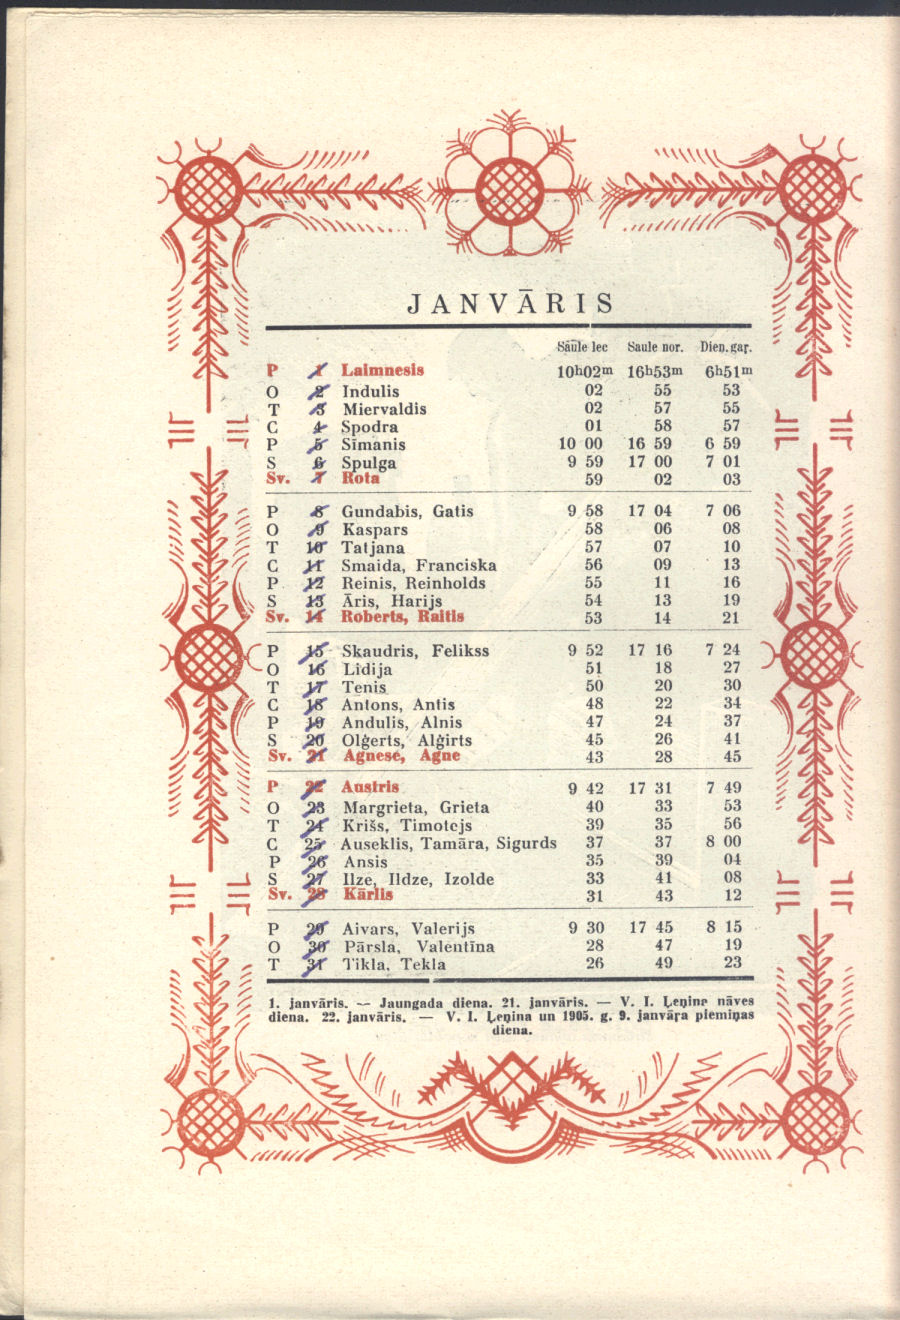 JANVĀRIS
Saule lec Saule nor. Dien.gaŗ.
P 1 Laimnesis 10h02m 16h53m 6h51m
O 2 Indulis 02 55 53
T 3 Miervaldis 02 57 55
C 4 Spodra 01 58 57
P 5 Sīmanis 10 00 16 59 6 59
S 6 Spulga 9 59 17 00 7 01
Sv. 7 Rota 59 02 03
P 8 Gundabis, Gatis 9 58 17 04 7 06
O 9 Kaspars 58 06 08
T 10 Tatjana 57 07 10
C 11 Smaida, Franciska 56 09 13
P 12 Reinis, Reinholds 55 11 16
S 13 Āris, Harijs 54 13 19
Sv. 14 Roberts, Raitis 53 14 21
P 15 Skaudris, Felikss 9 52 17 16 7 24
O 16 Lidija 51 18 27
T 17 Tenis 50 20 30
C 18 Antons, Antis 48 22 34
P 19 Andulis, Alnis 47 24 37
S 20 Oļģerts, Aļģirts 45 26 41
Sv. 21 Agnese, Agne 43 28 45
P 22 Austris 9 42 17 31 7 49
O 23 Margrieta, Grieta 40 33 53
T 24 Krišs, Timotejs 39 35 56
C 25 Auseklis, Tamāra, Sigurds 37 37 8 00
P 26 Ansis 35 39 04
S 27 Ilze, Ildze, Izolde 33 41 08
Sv. 28 Kārlis 31 43 12
P 29 Aivars, Valerijs 9 30 17 45 8 15
O 30 Pārsla, Valentīna 28 47 19
T 31 Tikla, Tekla 26 49 23
1. janvāris. — Jaungada diena. 21. janvāris. — V. I. Ļeņina nāves
diena. 22. janvāris. — V. I. Ļeņina un 1905. g. 9. janvāŗa piemiņas
diena.